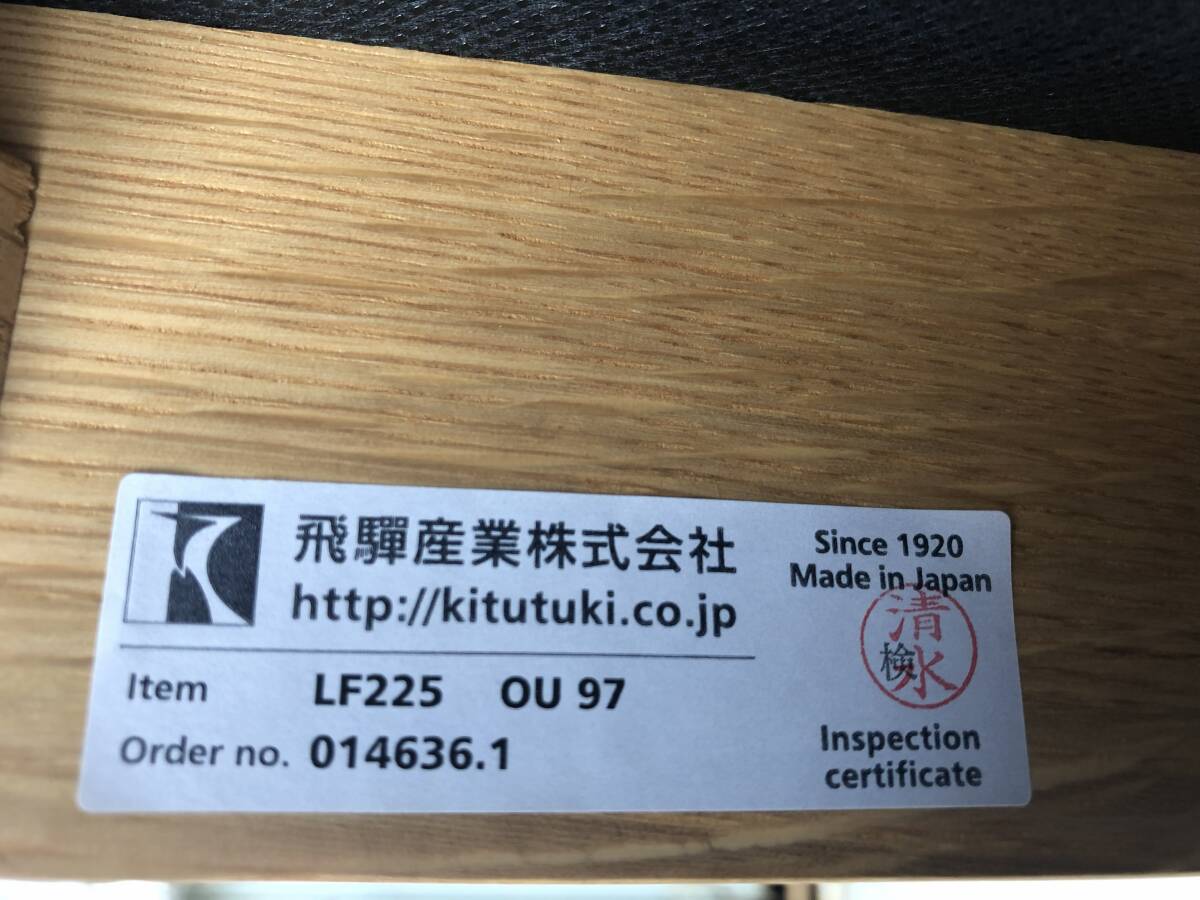 飛驒産業株式会社
http://kitutuki.co.jp
Item LF225 OU 97
Order no. 014636.1
Since 1920
Made in Japan
清水
検
Inspection
certificate